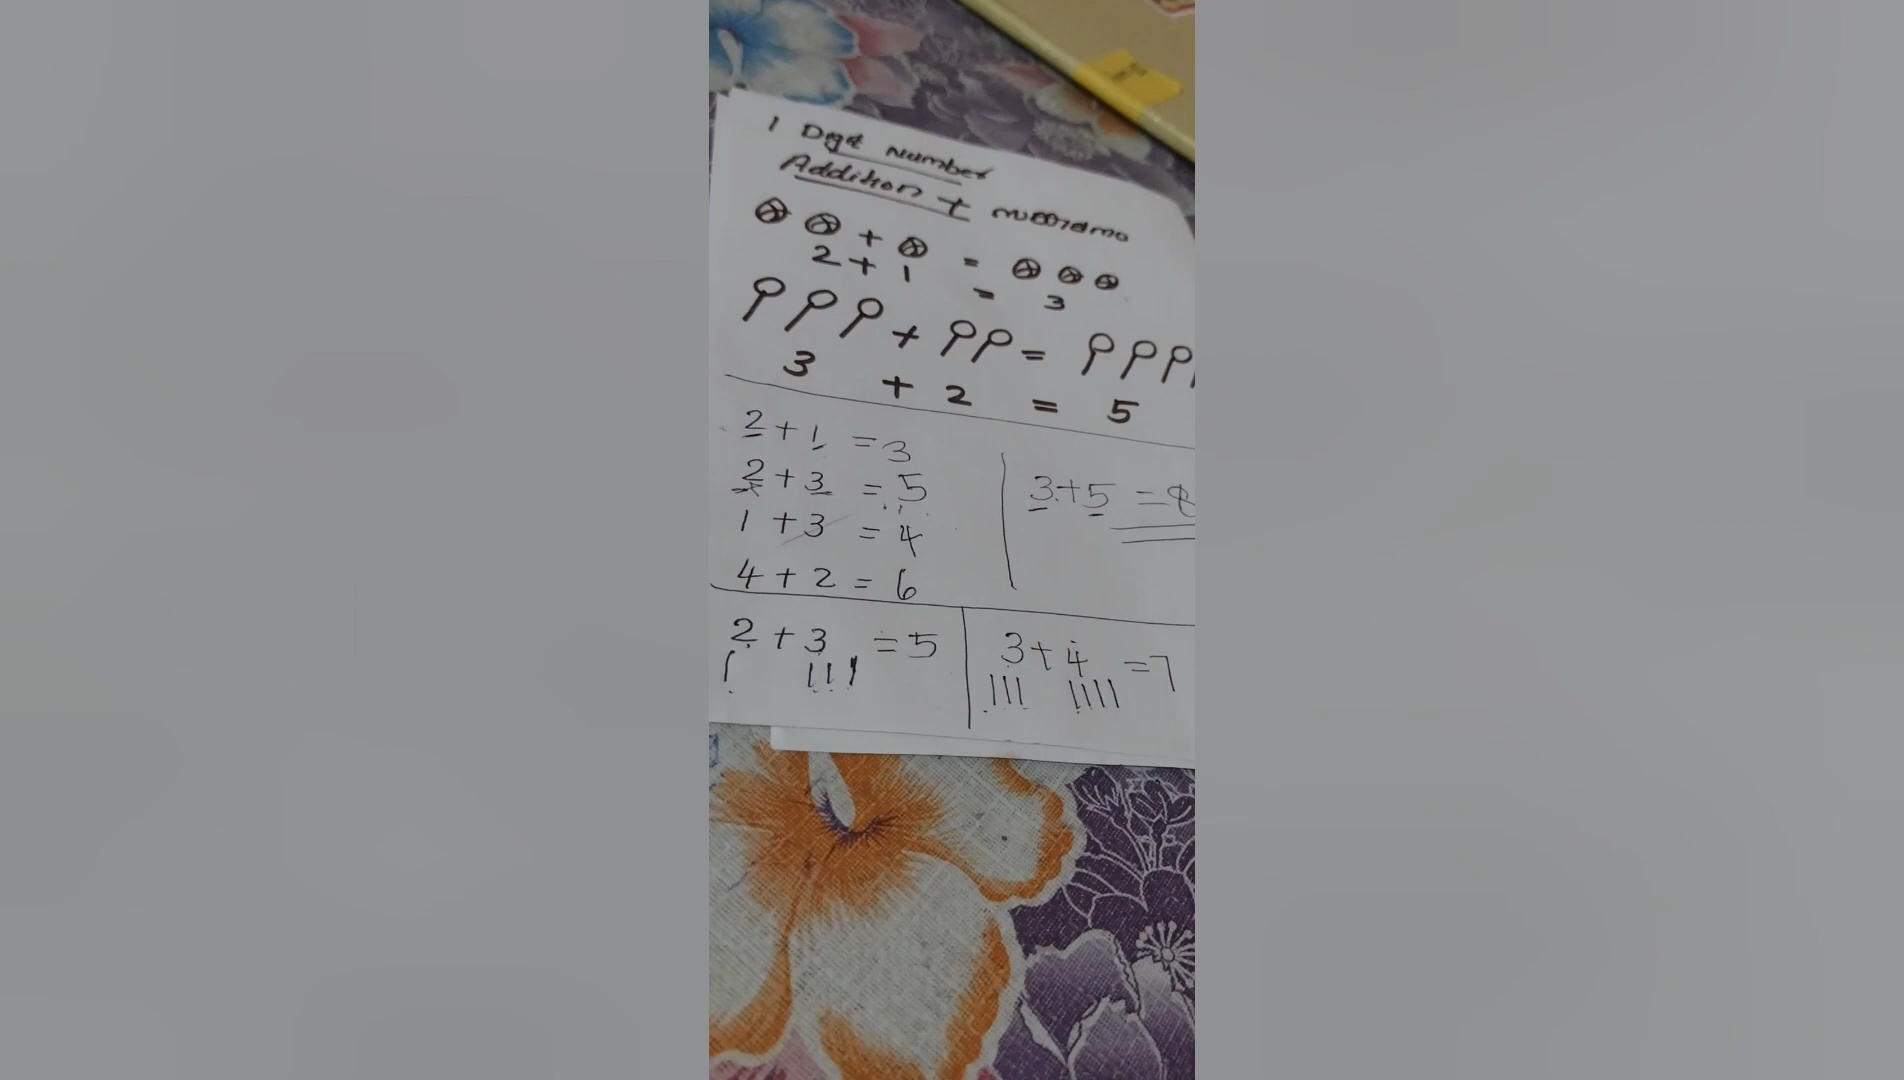 1 Digit Number
Addition + സങ്കലനം
+ =
2 + 1 = 3
+ =
3 + 2 = 5
2 + 1 = 3
2 + 3 = 5
1 + 3 = 4
4 + 2 = 6
3 + 5 =
2 + 3 = 5
3 + 4 = 7